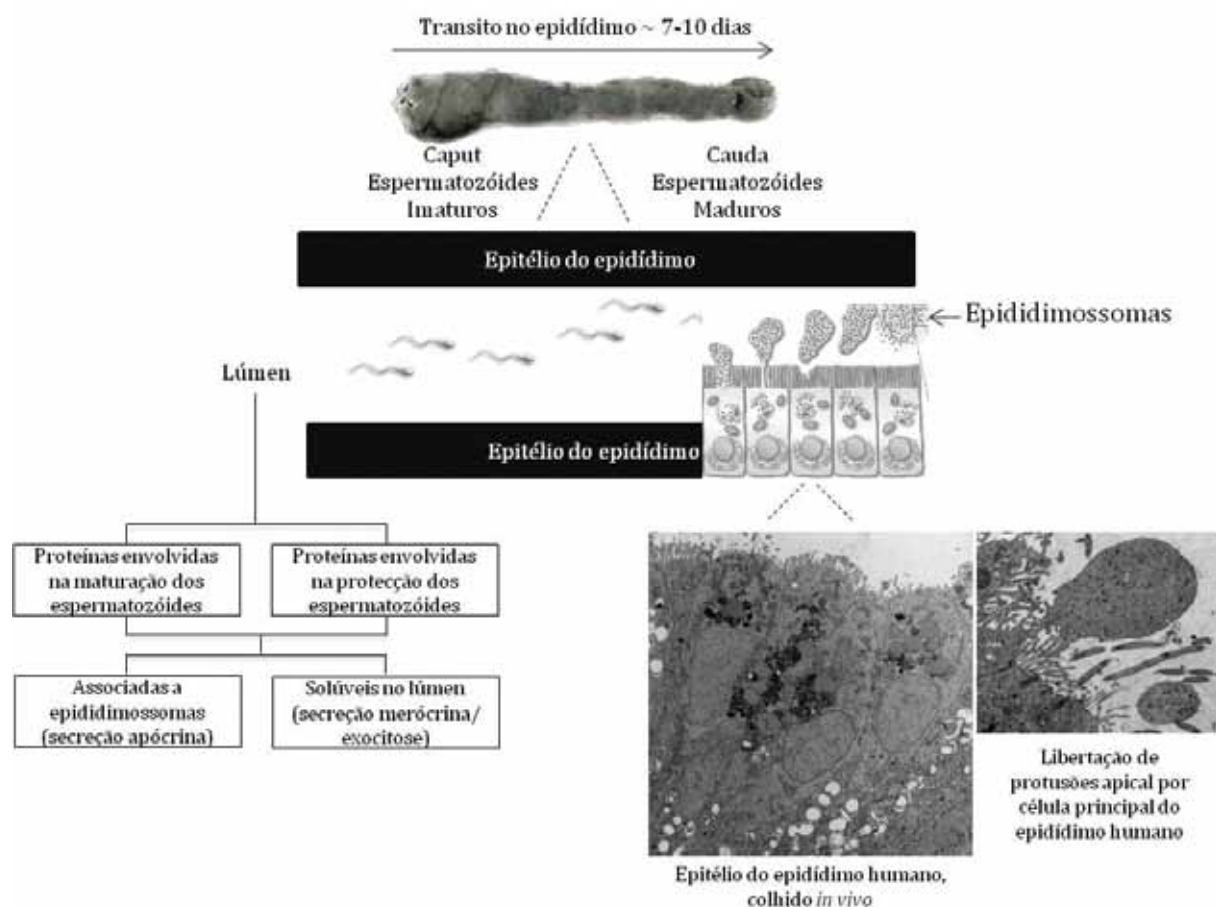 Transito no epidídimo ~ 7-10 dias
Caput
Espermatozóides
Imaturos
Cauda
Espermatozóides
Maduros
Epitélio do epidídimo
Epididimossomas
Lúmen
Epitélio do epidídimo
Proteínas envolvidas
na maturação dos
espermatozóides
Proteínas envolvidas
na protecção dos
espermatozóides
Associadas a
epididimossomas
(secreção apócrina)
Solúveis no lúmen
(secreção merócrina/
exocitose)
Libertação de
protusões apical por
célula principal do
epidídimo humano
Epitélio do epidídimo humano,
colhido in vivo